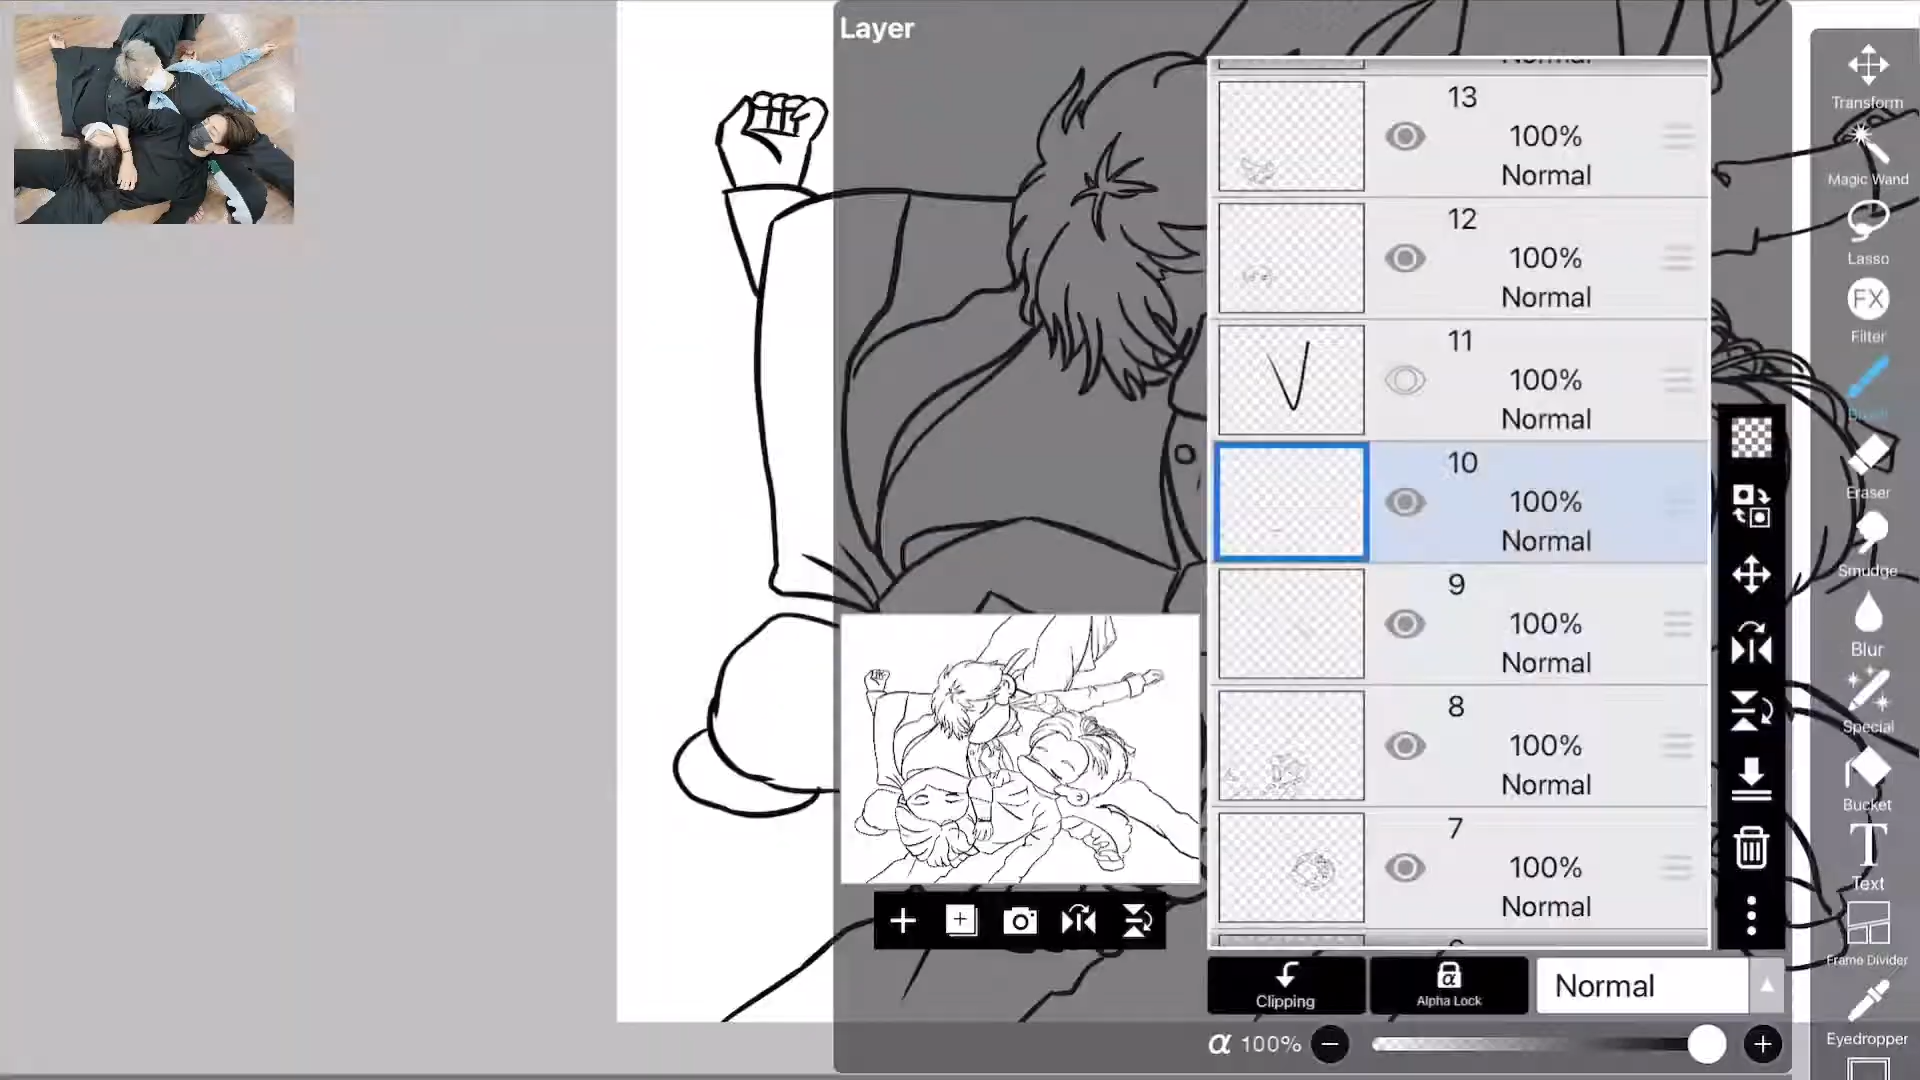 Layer
Normal
13
100%
Normal
12
100%
Normal
11
100%
Normal
10
100%
Normal
9
100%
Normal
8
100%
Normal
7
100%
Normal
Clipping
α
Alpha Lock
Normal
α 100%
Transform
Magic Wand
Lasso
FX
Filter
Brush
Eraser
Smudge
Blur
Special
Bucket
T
Text
Frame Divider
Eyedropper